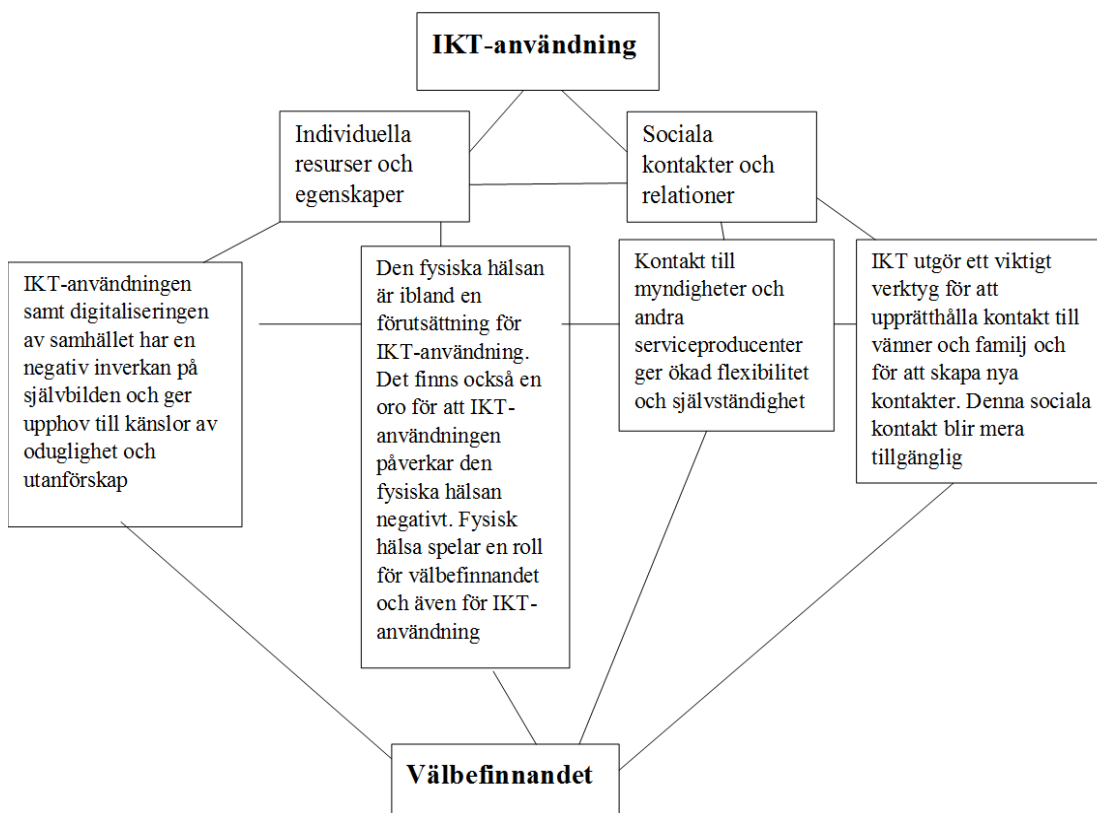 IKT-användning
Individuella
resurser och
egenskaper
Sociala
kontakter och
relationer
IKT-användningen
samt digitaliseringen
av samhället har en
negativ inverkan på
självbilden och ger
upphov till känslor av
oduglighet och
utanförskap
Den fysiska hälsan
är ibland en
förutsättning för
IKT-användning.
Det finns också en
oro för att IKT-
användningen
påverkar den
fysiska hälsan
negativt. Fysisk
hälsa spelar en roll
för välbefinnandet
och även för IKT-
användning
Kontakt till
myndigheter och
andra
serviceproducenter
ger ökad flexibilitet
och självständighet
IKT utgör ett viktigt
verktyg för att
upprätthålla kontakt till
vänner och familj och
för att skapa nya
kontakter. Denna sociala
kontakt blir mera
tillgänglig
Välbefinnandet